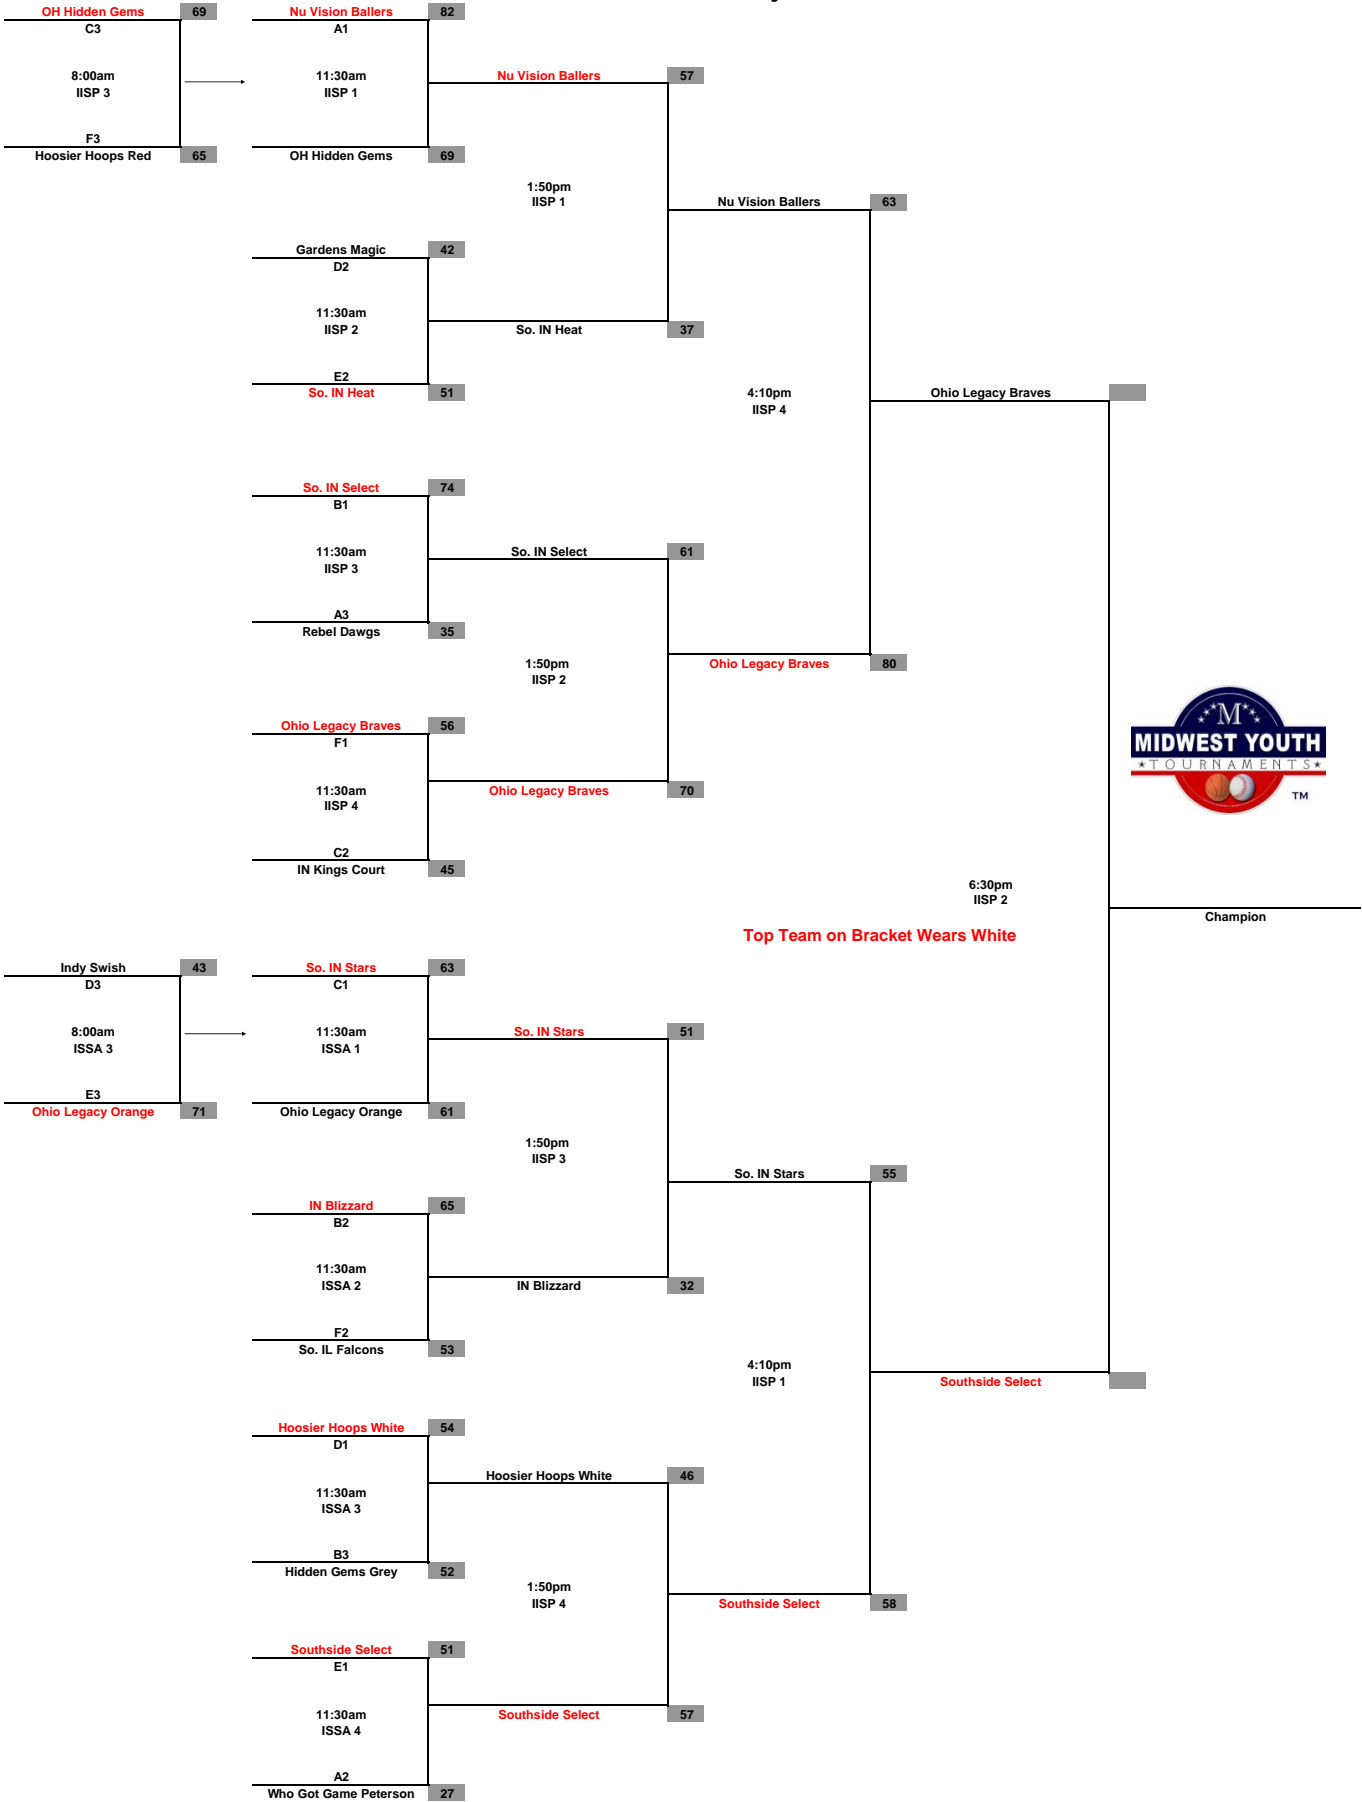 OH Hidden Gems 69
C3
8:00am
IISP 3
F3
Hoosier Hoops Red 65
Nu Vision Ballers 82
A1
11:30am
IISP 1
OH Hidden Gems 69
Nu Vision Ballers 57
1:50pm
IISP 1
Gardens Magic 42
D2
11:30am
IISP 2
E2
So. IN Heat 51
So. IN Heat 37
Nu Vision Ballers 63
4:10pm
IISP 4
Ohio Legacy Braves
So. IN Select 74
B1
11:30am
IISP 3
A3
Rebel Dawgs 35
So. IN Select 61
1:50pm
IISP 2
Ohio Legacy Braves 80
Ohio Legacy Braves 56
F1
11:30am
IISP 4
C2
IN Kings Court 45
Ohio Legacy Braves 70
M
MIDWEST YOUTH
TOURNAMENTS
TM
6:30pm
IISP 2
Champion
Top Team on Bracket Wears White
Indy Swish 43
D3
8:00am
ISSA 3
E3
Ohio Legacy Orange 71
So. IN Stars 63
C1
11:30am
ISSA 1
Ohio Legacy Orange 61
So. IN Stars 51
1:50pm
IISP 3
So. IN Stars 55
IN Blizzard 65
B2
11:30am
ISSA 2
F2
So. IL Falcons 53
IN Blizzard 32
4:10pm
IISP 1
Southside Select
Hoosier Hoops White 54
D1
11:30am
ISSA 3
B3
Hidden Gems Grey 52
Hoosier Hoops White 46
1:50pm
IISP 4
Southside Select 58
Southside Select 51
E1
11:30am
ISSA 4
A2
Who Got Game Peterson 27
Southside Select 57